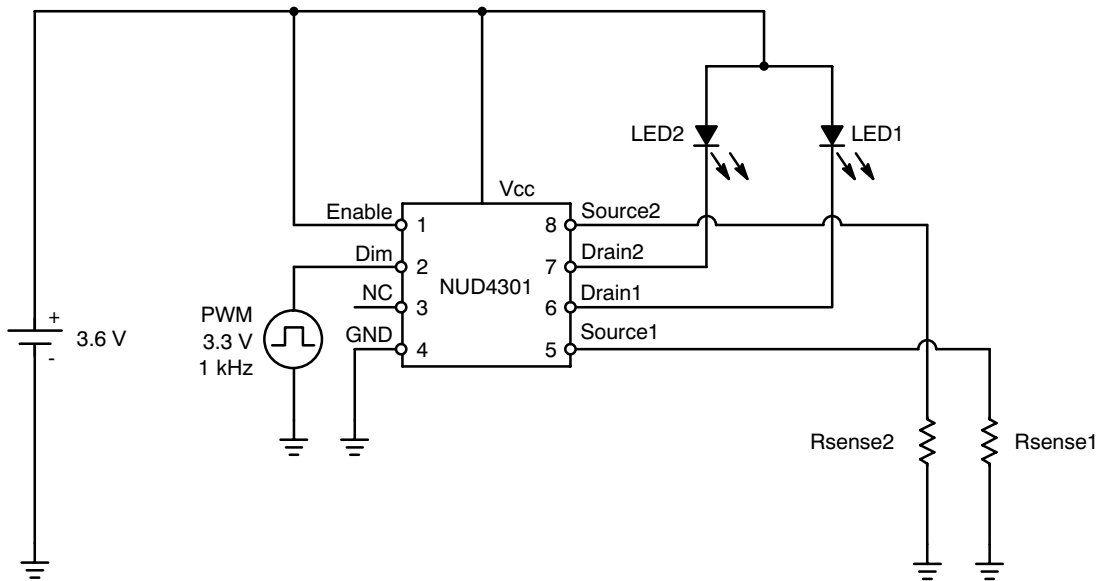 LED2
LED1
Vcc
Enable
1
8
Source2
Dim
2
7
Drain2
NUD4301
NC
3
6
Drain1
PWM
3.3 V
1 kHz
GND
4
5
Source1
+
3.6 V
-
Rsense2
Rsense1